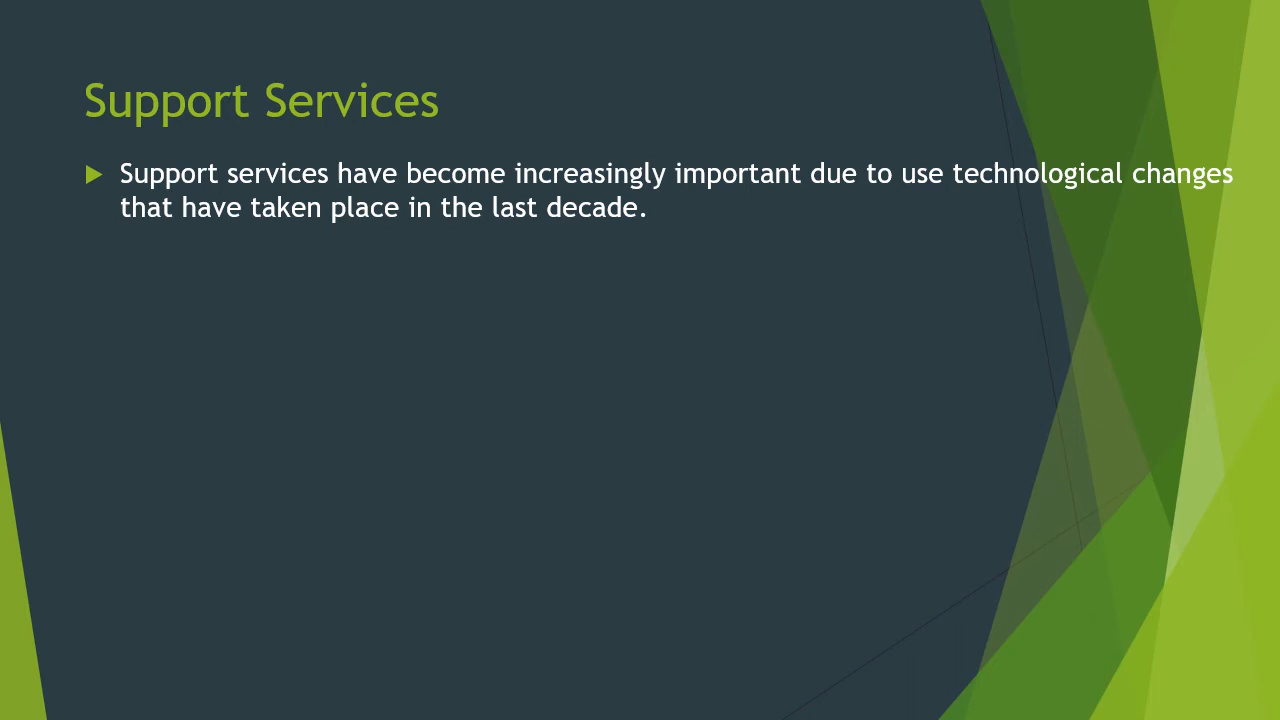 Support Services
Support services have become increasingly important due to use technological changes
that have taken place in the last decade.